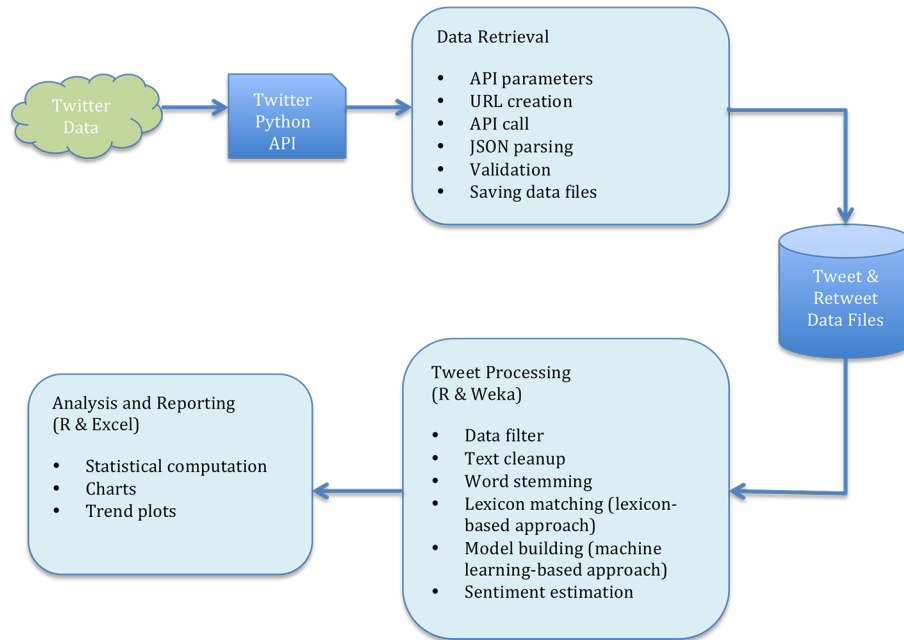 Twitter
Data
Twitter
Python
API
Data Retrieval
• API parameters
• URL creation
• API call
• JSON parsing
• Validation
• Saving data files
Tweet &
Retweet
Data Files
Tweet Processing
(R & Weka)
• Data filter
• Text cleanup
• Word stemming
• Lexicon matching (lexicon-
based approach)
• Model building (machine
learning-based approach)
• Sentiment estimation
Analysis and Reporting
(R & Excel)
• Statistical computation
• Charts
• Trend plots